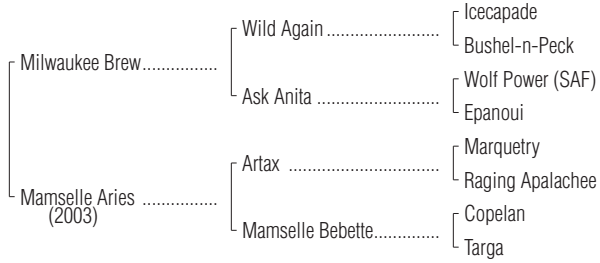 Icecapade
Wild Again ........................
Bushel-n-Peck
Milwaukee Brew................
Wolf Power (SAF)
Ask Anita ..........................
Epanoui
Marquetry
Artax ................................
Raging Apalachee
Mamselle Aries ................
(2003)
Copelan
Mamselle Bebette..............
Targa